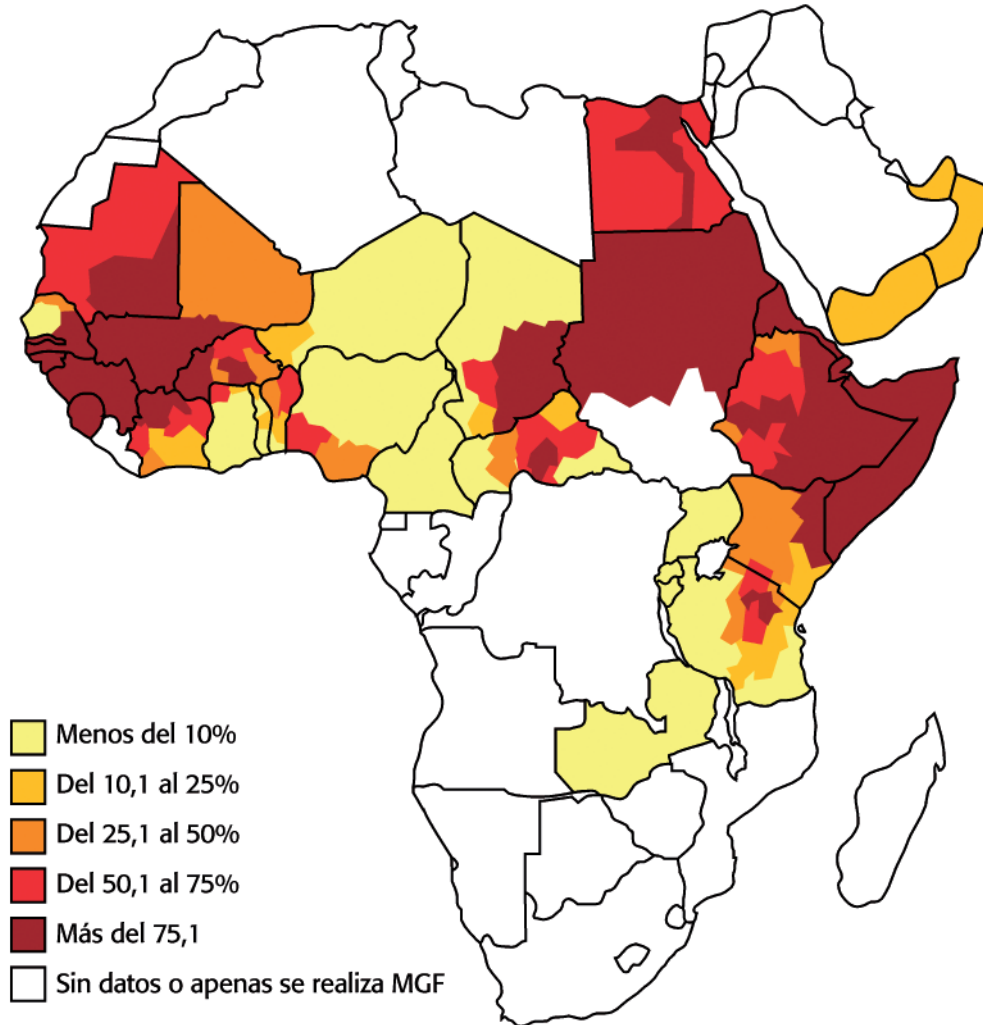 Menos del 10%
Del 10,1 al 25%
Del 25,1 al 50%
Del 50,1 al 75%
Más del 75,1
Sin datos o apenas se realiza MGF